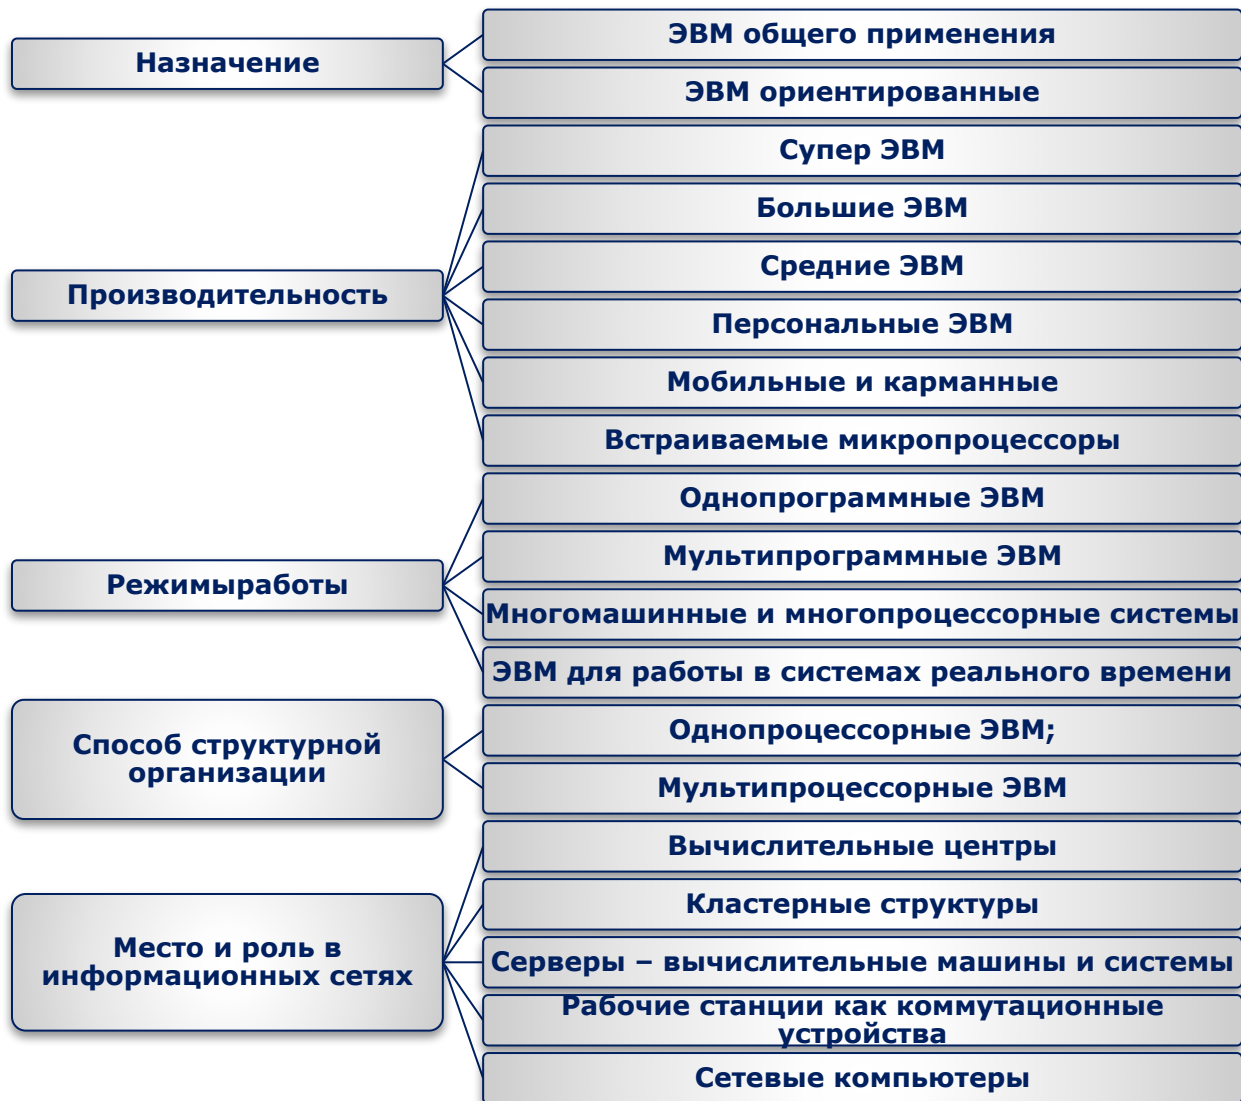 Назначение
ЭВМ общего применения
ЭВМ ориентированные
Производительность
Супер ЭВМ
Большие ЭВМ
Средние ЭВМ
Персональные ЭВМ
Мобильные и карманные
Встраиваемые микропроцессоры
Режимыработы
Однопрограммные ЭВМ
Мультипрограммные ЭВМ
Многомашинные и многопроцессорные системы
ЭВМ для работы в системах реального времени
Способ структурной
организации
Однопроцессорные ЭВМ;
Мультипроцессорные ЭВМ
Место и роль в
информационных сетях
Вычислительные центры
Кластерные структуры
Серверы – вычислительные машины и системы
Рабочие станции как коммутационные
устройства
Сетевые компьютеры